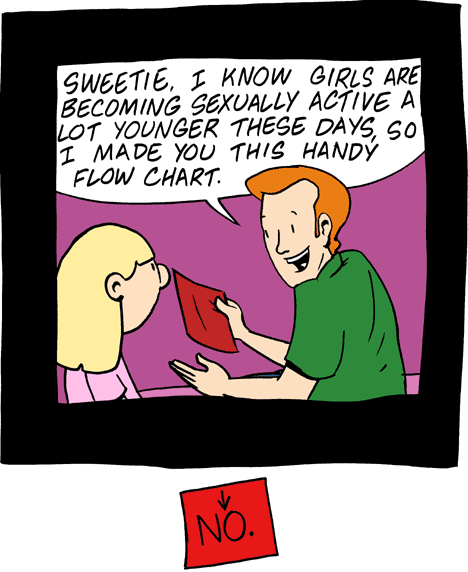 SWEETIE, I KNOW GIRLS ARE
BECOMING SEXUALLY ACTIVE A
LOT YOUNGER THESE DAYS, SO
I MADE YOU THIS HANDY
FLOW CHART.
NO.